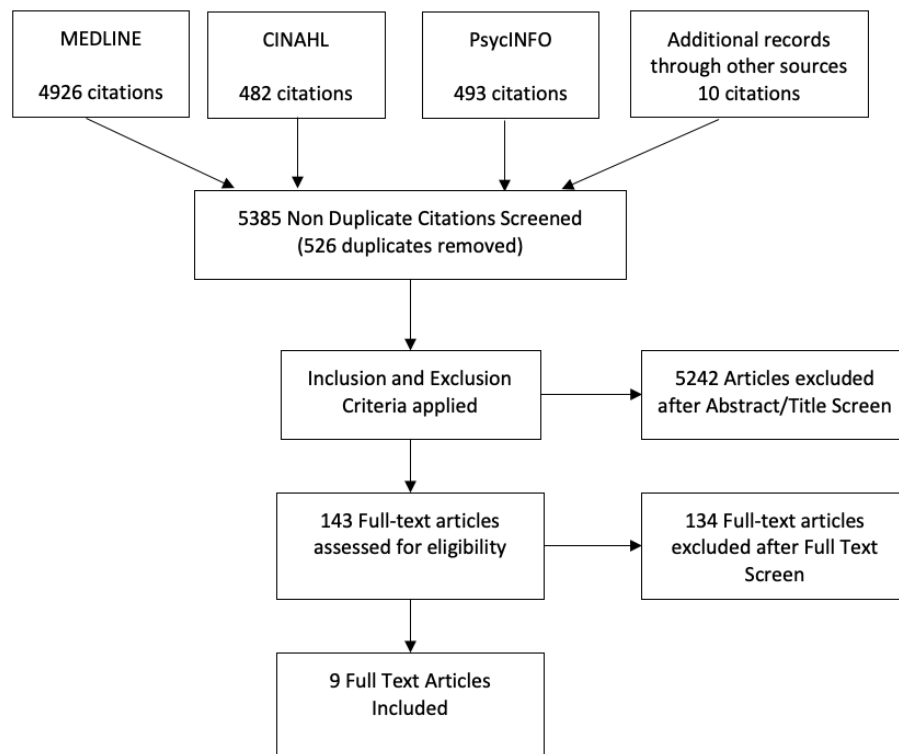 MEDLINE
4926 citations
CINAHL
482 citations
PsycINFO
493 citations
Additional records
through other sources
10 citations
5385 Non Duplicate Citations Screened
(526 duplicates removed)
Inclusion and Exclusion
Criteria applied
5242 Articles excluded
after Abstract/Title Screen
143 Full-text articles
assessed for eligibility
134 Full-text articles
excluded after Full Text
Screen
9 Full Text Articles
Included